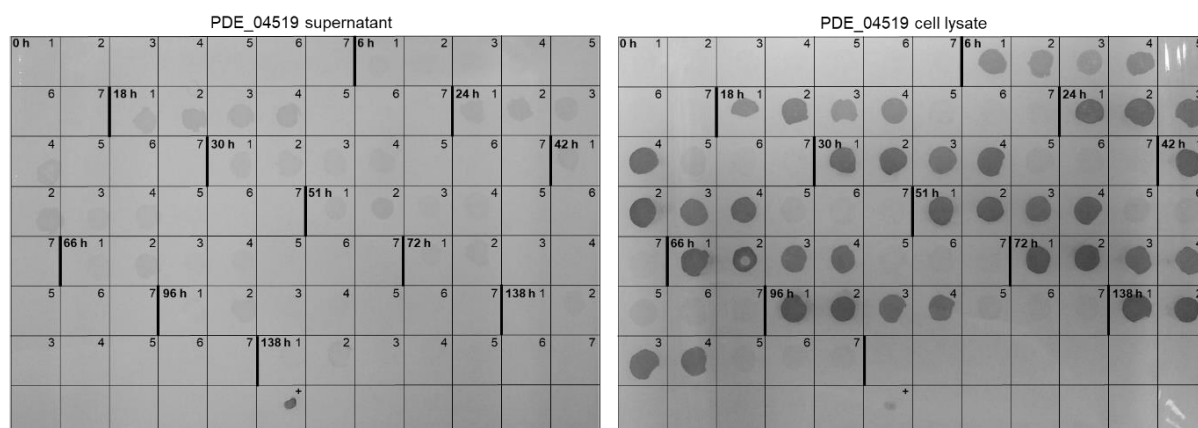 PDE_04519 supernatant
0 h 1 2 3 4 5 6 7 6 h 1 2 3 4 5
6 7 18 h 1 2 3 4 5 6 7 24 h 1 2 3
4 5 6 7 30 h 1 2 3 4 5 6 7 42 h 1
2 3 4 5 6 7 51 h 1 2 3 4 5 6
7 66 h 1 2 3 4 5 6 7 72 h 1 2 3 4
5 6 7 96 h 1 2 3 4 5 6 7 138 h 1 2
3 4 5 6 7 138 h 1 2 3 4 5 6 7
+
PDE_04519 cell lysate
0 h 1 2 3 4 5 6 7 6 h 1 2 3 4 5
6 7 18 h 1 2 3 4 5 6 7 24 h 1 2 3
4 5 6 7 30 h 1 2 3 4 5 6 7 42 h 1
2 3 4 5 6 7 51 h 1 2 3 4 5 6
7 66 h 1 2 3 4 5 6 7 72 h 1 2 3 4
5 6 7 96 h 1 2 3 4 5 6 7 138 h 1 2
3 4 5 6 7
+